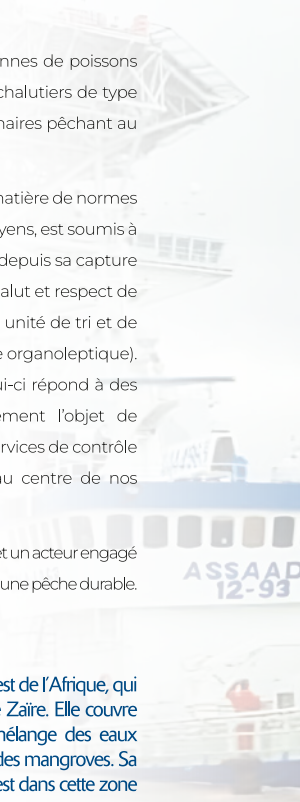 nnes de poissons
chalutiers de type
naires pêchant au
matière de normes
yens, est soumis à
depuis sa capture
alut et respect de
unité de tri et de
e organoleptique).
ui-ci répond à des
ement l’objet de
rvices de contrôle
au centre de nos
et un acteur engagé
une pêche durable.
ASSAAD
12-93
est de l’Afrique, qui
Zaïre. Elle couvre
mélange des eaux
des mangroves. Sa
est dans cette zone